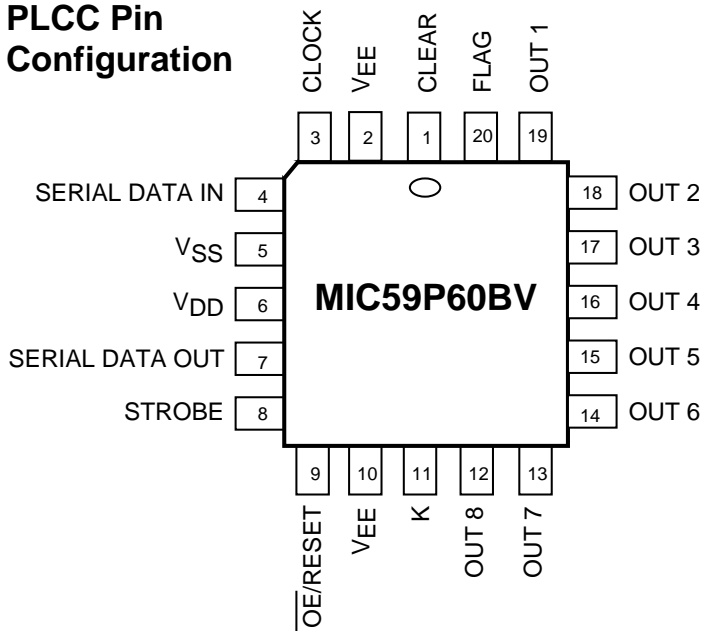 PLCC Pin
Configuration
CLOCK
VEE
CLEAR
FLAG
OUT 1
3
2
1
20
19
SERIAL DATA IN 4
18 OUT 2
VSS 5
17 OUT 3
VDD 6
MIC59P60BV
16 OUT 4
SERIAL DATA OUT 7
15 OUT 5
STROBE 8
14 OUT 6
9
10
11
12
13
OE/RESET
VEE
K
OUT 8
OUT 7